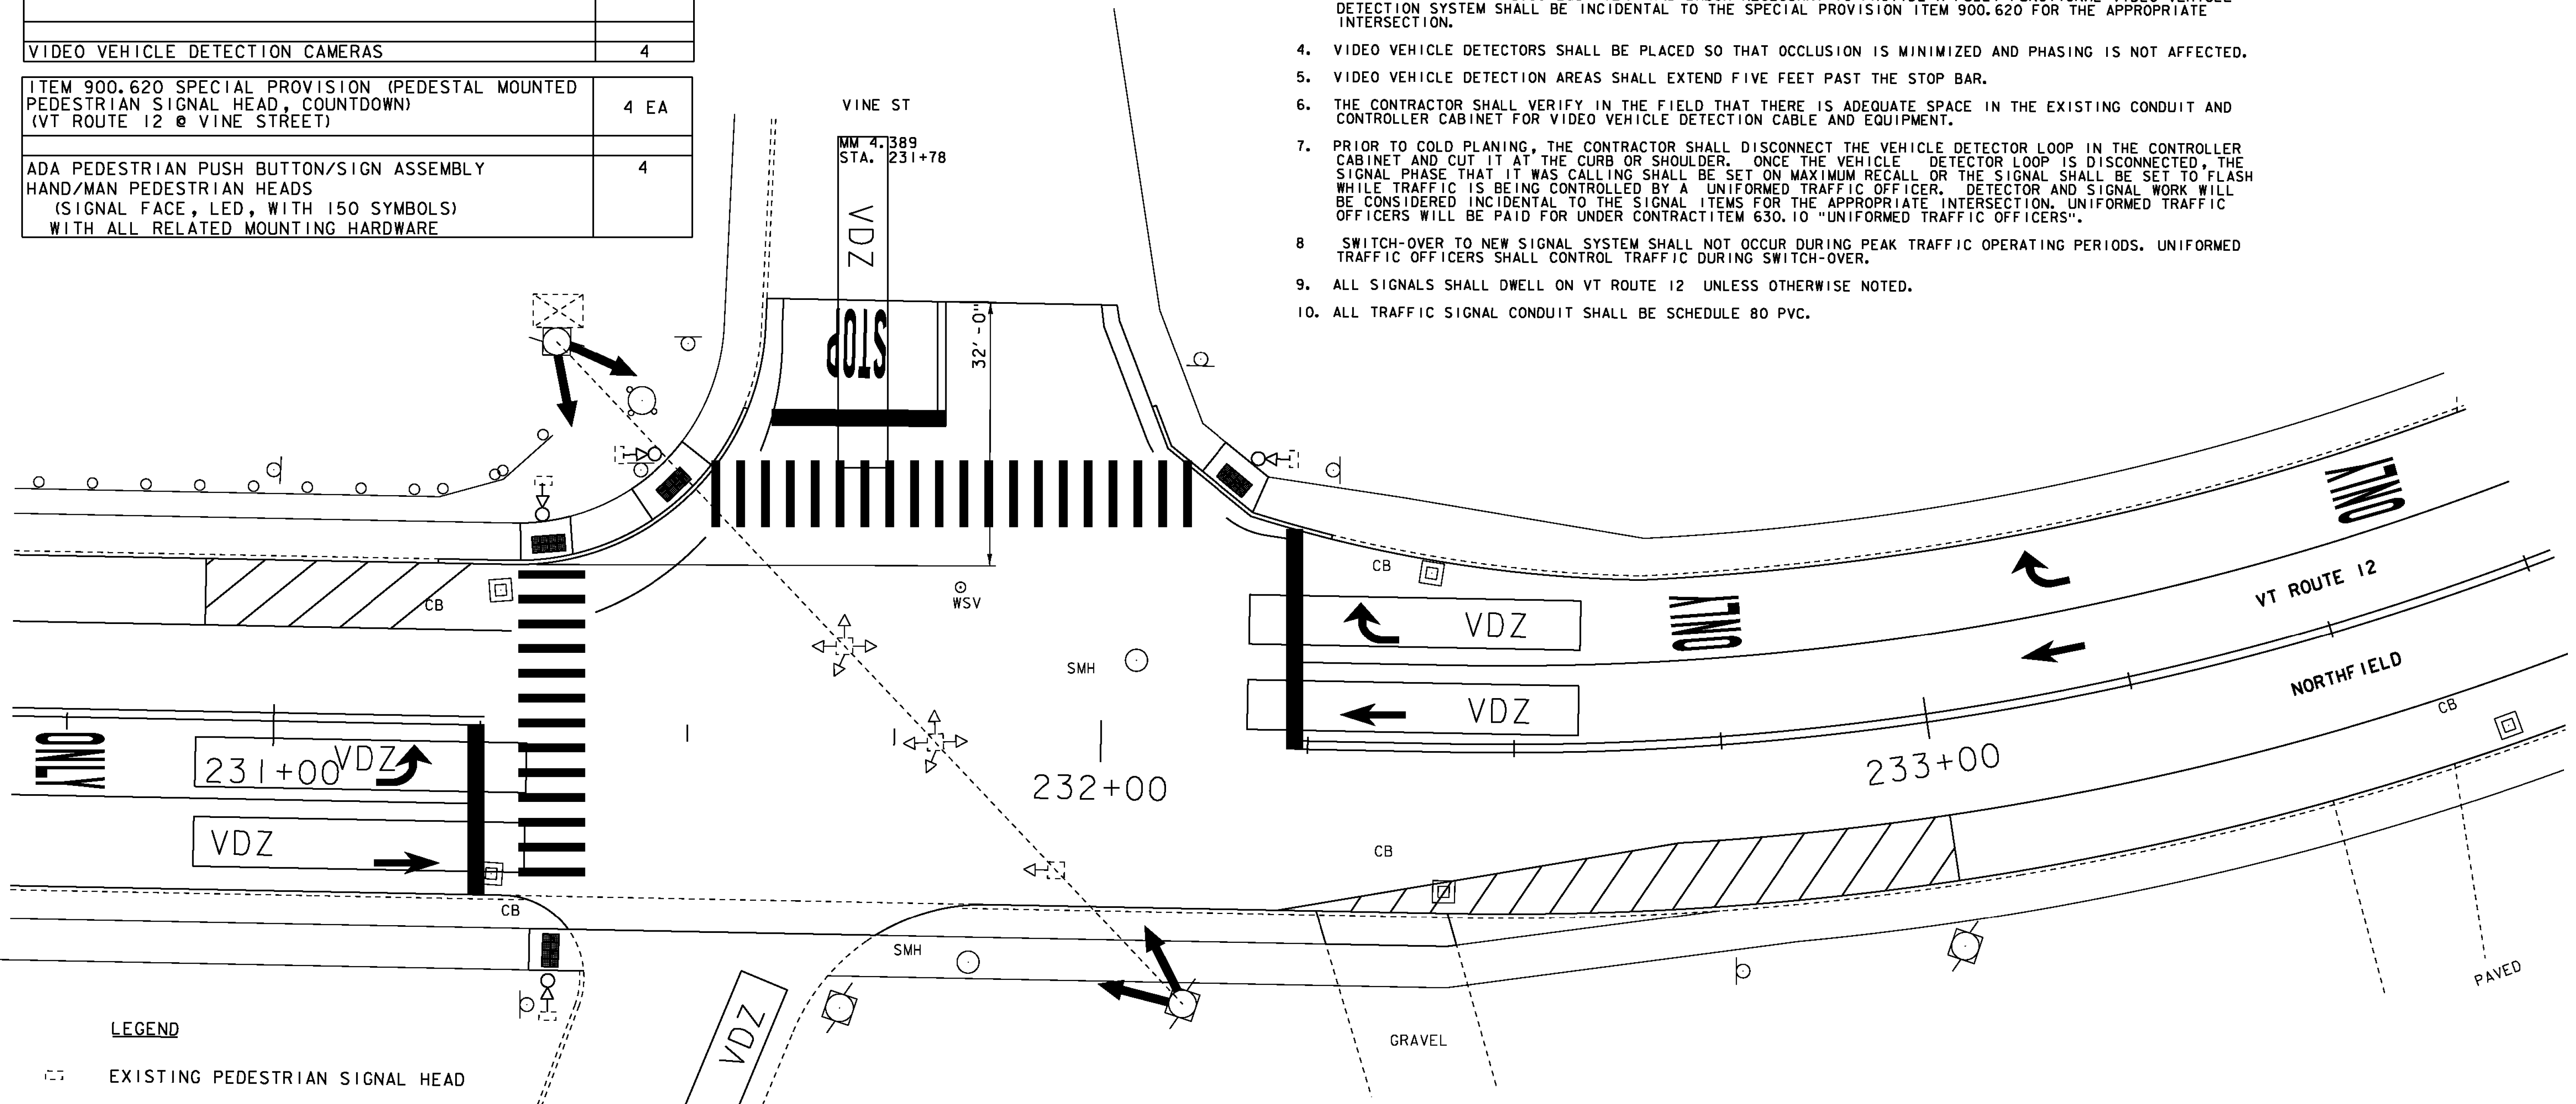 DETECTION SYSTEM SHALL BE INCIDENTAL TO THE SPECIAL PROVISION ITEM 900.620 FOR THE APPROPRIATE
INTERSECTION.
4. VIDEO VEHICLE DETECTORS SHALL BE PLACED SO THAT OCCLUSION IS MINIMIZED AND PHASING IS NOT AFFECTED.
5. VIDEO VEHICLE DETECTION AREAS SHALL EXTEND FIVE FEET PAST THE STOP BAR.
6. THE CONTRACTOR SHALL VERIFY IN THE FIELD THAT THERE IS ADEQUATE SPACE IN THE EXISTING CONDUIT AND
CONTROLLER CABINET FOR VIDEO VEHICLE DETECTION CABLE AND EQUIPMENT.
7. PRIOR TO COLD PLANING, THE CONTRACTOR SHALL DISCONNECT THE VEHICLE DETECTOR LOOP IN THE CONTROLLER
CABINET AND CUT IT AT THE CURB OR SHOULDER. ONCE THE VEHICLE DETECTOR LOOP IS DISCONNECTED, THE
SIGNAL PHASE THAT IT WAS CALLING SHALL BE SET ON MAXIMUM RECALL OR THE SIGNAL SHALL BE SET TO FLASH
WHILE TRAFFIC IS BEING CONTROLLED BY A UNIFORMED TRAFFIC OFFICER. DETECTOR AND SIGNAL WORK WILL
BE CONSIDERED INCIDENTAL TO THE SIGNAL ITEMS FOR THE APPROPRIATE INTERSECTION. UNIFORMED TRAFFIC
OFFICERS WILL BE PAID FOR UNDER CONTRACTITEM 630.10 "UNIFORMED TRAFFIC OFFICERS".
8 SWITCH-OVER TO NEW SIGNAL SYSTEM SHALL NOT OCCUR DURING PEAK TRAFFIC OPERATING PERIODS. UNIFORMED
TRAFFIC OFFICERS SHALL CONTROL TRAFFIC DURING SWITCH-OVER.
9. ALL SIGNALS SHALL DWELL ON VT ROUTE 12 UNLESS OTHERWISE NOTED.
10. ALL TRAFFIC SIGNAL CONDUIT SHALL BE SCHEDULE 80 PVC.
VIDEO VEHICLE DETECTION CAMERAS 4
ITEM 900.620 SPECIAL PROVISION (PEDESTAL MOUNTED
PEDESTRIAN SIGNAL HEAD, COUNTDOWN) 4 EA
(VT ROUTE 12 @ VINE STREET)
ADA PEDESTRIAN PUSH BUTTON/SIGN ASSEMBLY 4
HAND/MAN PEDESTRIAN HEADS
(SIGNAL FACE, LED, WITH 150 SYMBOLS)
WITH ALL RELATED MOUNTING HARDWARE
VINE ST
MM 4.389
STA. 231+78
VDZ
STOP
32'-0"
ONLY
CB
CB
WSV
VDZ
ONLY
VT ROUTE 12
SMH
NORTHFIELD
VDZ
CB
ONLY
231+00
VDZ
232+00
233+00
VDZ
CB
CB
SMH
VDZ
GRAVEL
PAVED
LEGEND
EXISTING PEDESTRIAN SIGNAL HEAD